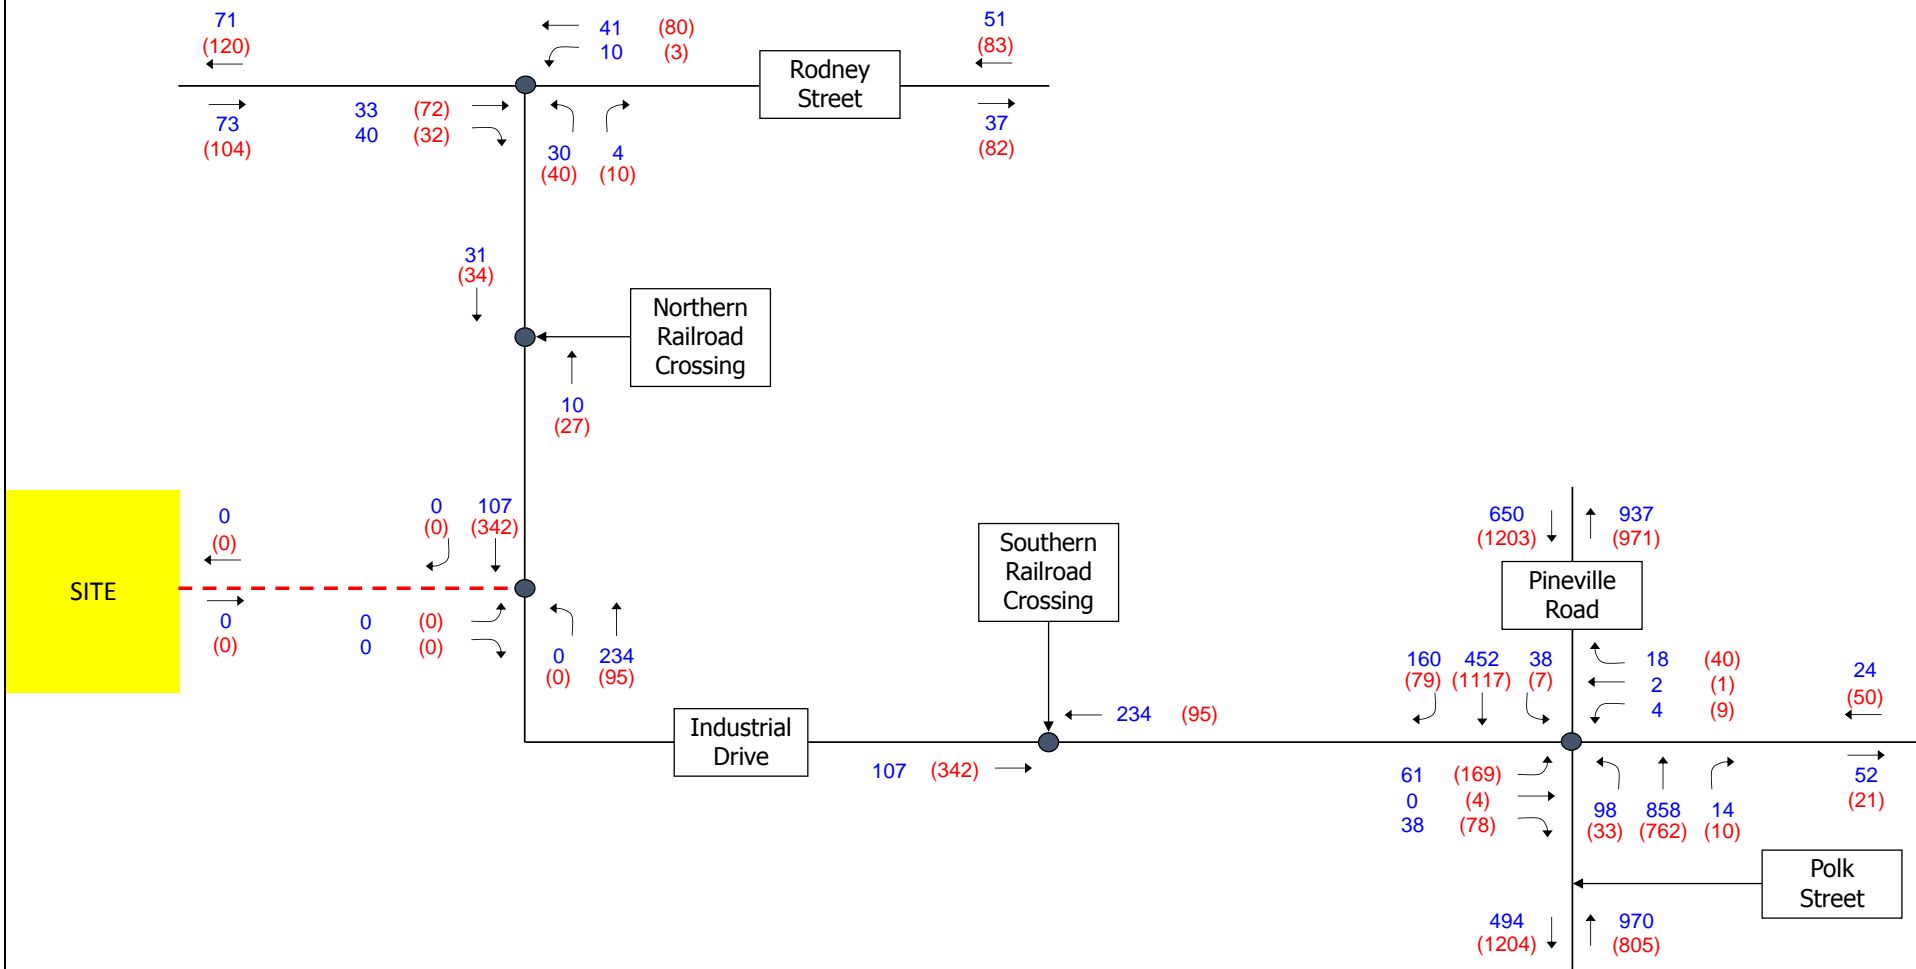 71
(120)
41 (80)
10 (3)
51
(83)
Rodney
Street
73
(104)
33 (72)
40 (32)
30 4
(40) (10)
37
(82)
31
(34)
Northern
Railroad
Crossing
10
(27)
SITE
0
(0)
0 107
(0) (342)
0
(0)
0 (0)
0 (0)
0 234
(0) (95)
Southern
Railroad
Crossing
650 937
(1203) (971)
Pineville
Road
160 452 38
(79) (1117) (7)
18 (40)
2 (1)
4 (9)
24
(50)
Industrial
Drive
234 (95)
107 (342)
61 (169)
0 (4)
38 (78)
98 858 14
(33) (762) (10)
52
(21)
Polk
Street
494 970
(1204) (805)